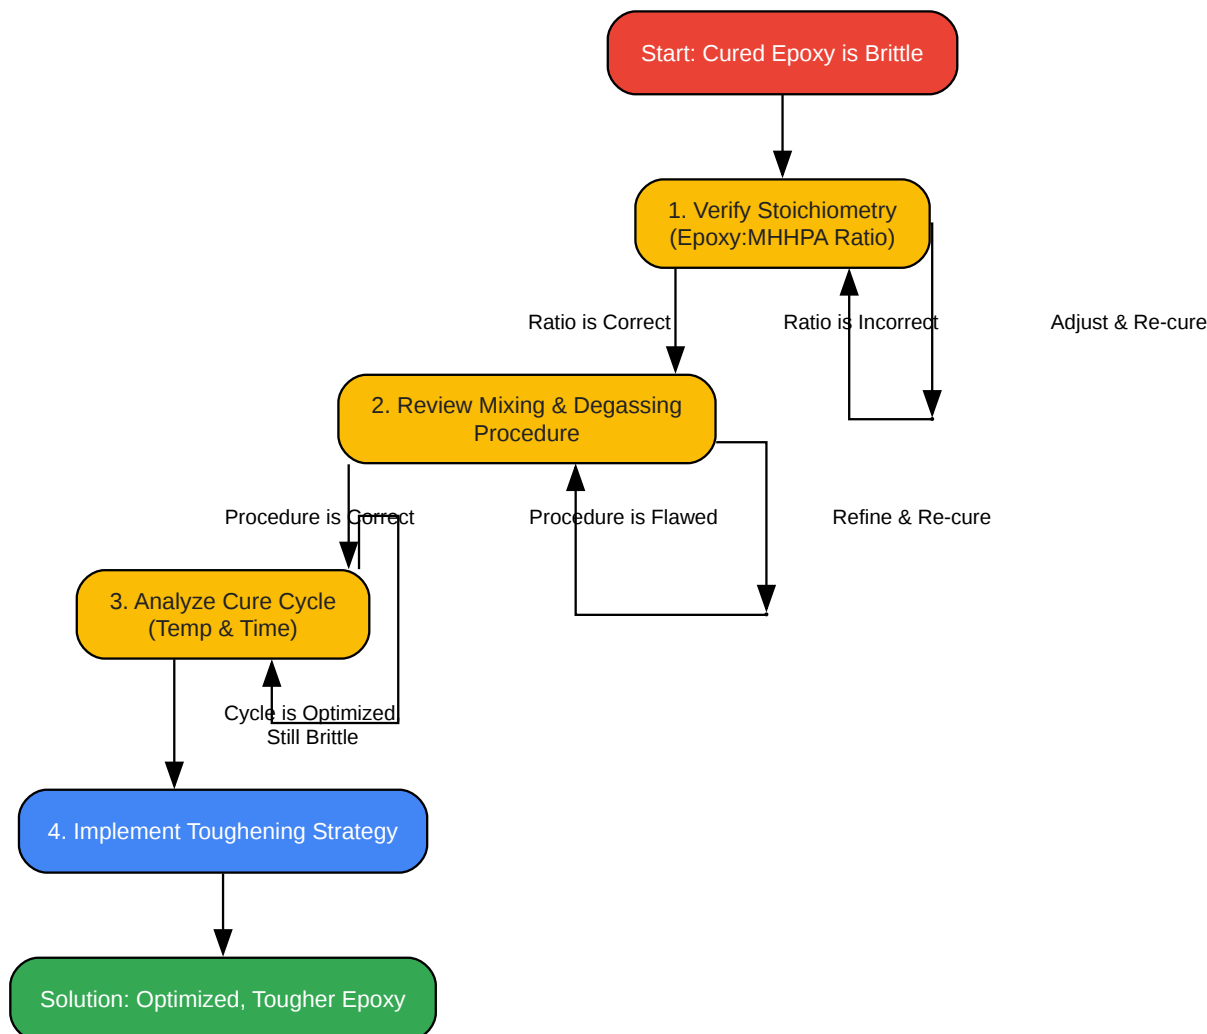 Start: Cured Epoxy is Brittle
1. Verify Stoichiometry
(Epoxy:MHHPA Ratio)
Ratio is Correct
Ratio is Incorrect
Adjust & Re-cure
2. Review Mixing & Degassing
Procedure
Procedure is Correct
Procedure is Flawed
Refine & Re-cure
3. Analyze Cure Cycle
(Temp & Time)
Cycle is Optimized,
Still Brittle
4. Implement Toughening Strategy
Solution: Optimized, Tougher Epoxy